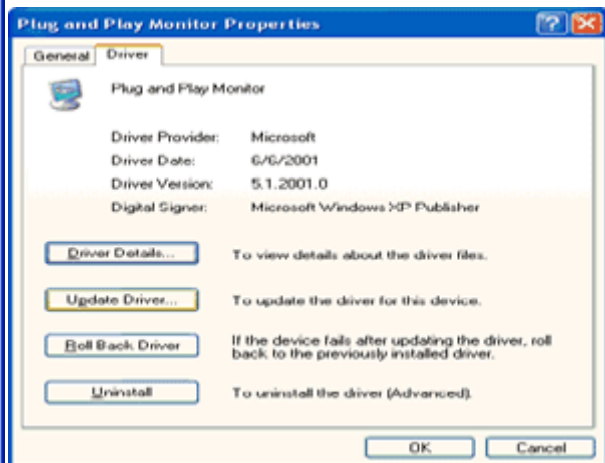 Plug and Play Monitor Properties
General Driver
Plug and Play Monitor
Driver Provider: Microsoft
Driver Date: 6/6/2001
Driver Version: 5.1.2001.0
Digital Signer: Microsoft Windows XP Publisher
Driver Details... To view details about the driver files.
Update Driver... To update the driver for this device.
Roll Back Driver If the device fails after updating the driver, roll
back to the previously installed driver.
Uninstall To uninstall the driver (Advanced).
OK Cancel